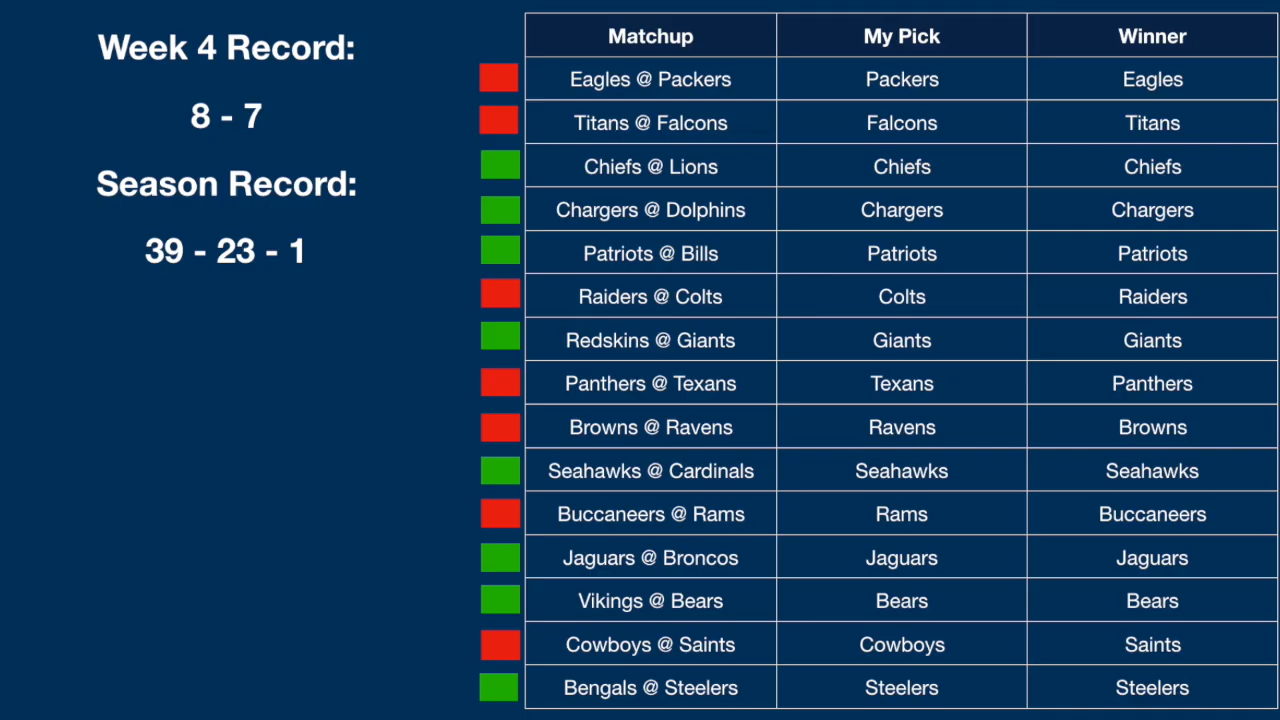 Week 4 Record:
8 - 7
Season Record:
39 - 23 - 1
Matchup My Pick Winner
Eagles @ Packers Packers Eagles
Titans @ Falcons Falcons Titans
Chiefs @ Lions Chiefs Chiefs
Chargers @ Dolphins Chargers Chargers
Patriots @ Bills Patriots Patriots
Raiders @ Colts Colts Raiders
Redskins @ Giants Giants Giants
Panthers @ Texans Texans Panthers
Browns @ Ravens Ravens Browns
Seahawks @ Cardinals Seahawks Seahawks
Buccaneers @ Rams Rams Buccaneers
Jaguars @ Broncos Jaguars Jaguars
Vikings @ Bears Bears Bears
Cowboys @ Saints Cowboys Saints
Bengals @ Steelers Steelers Steelers